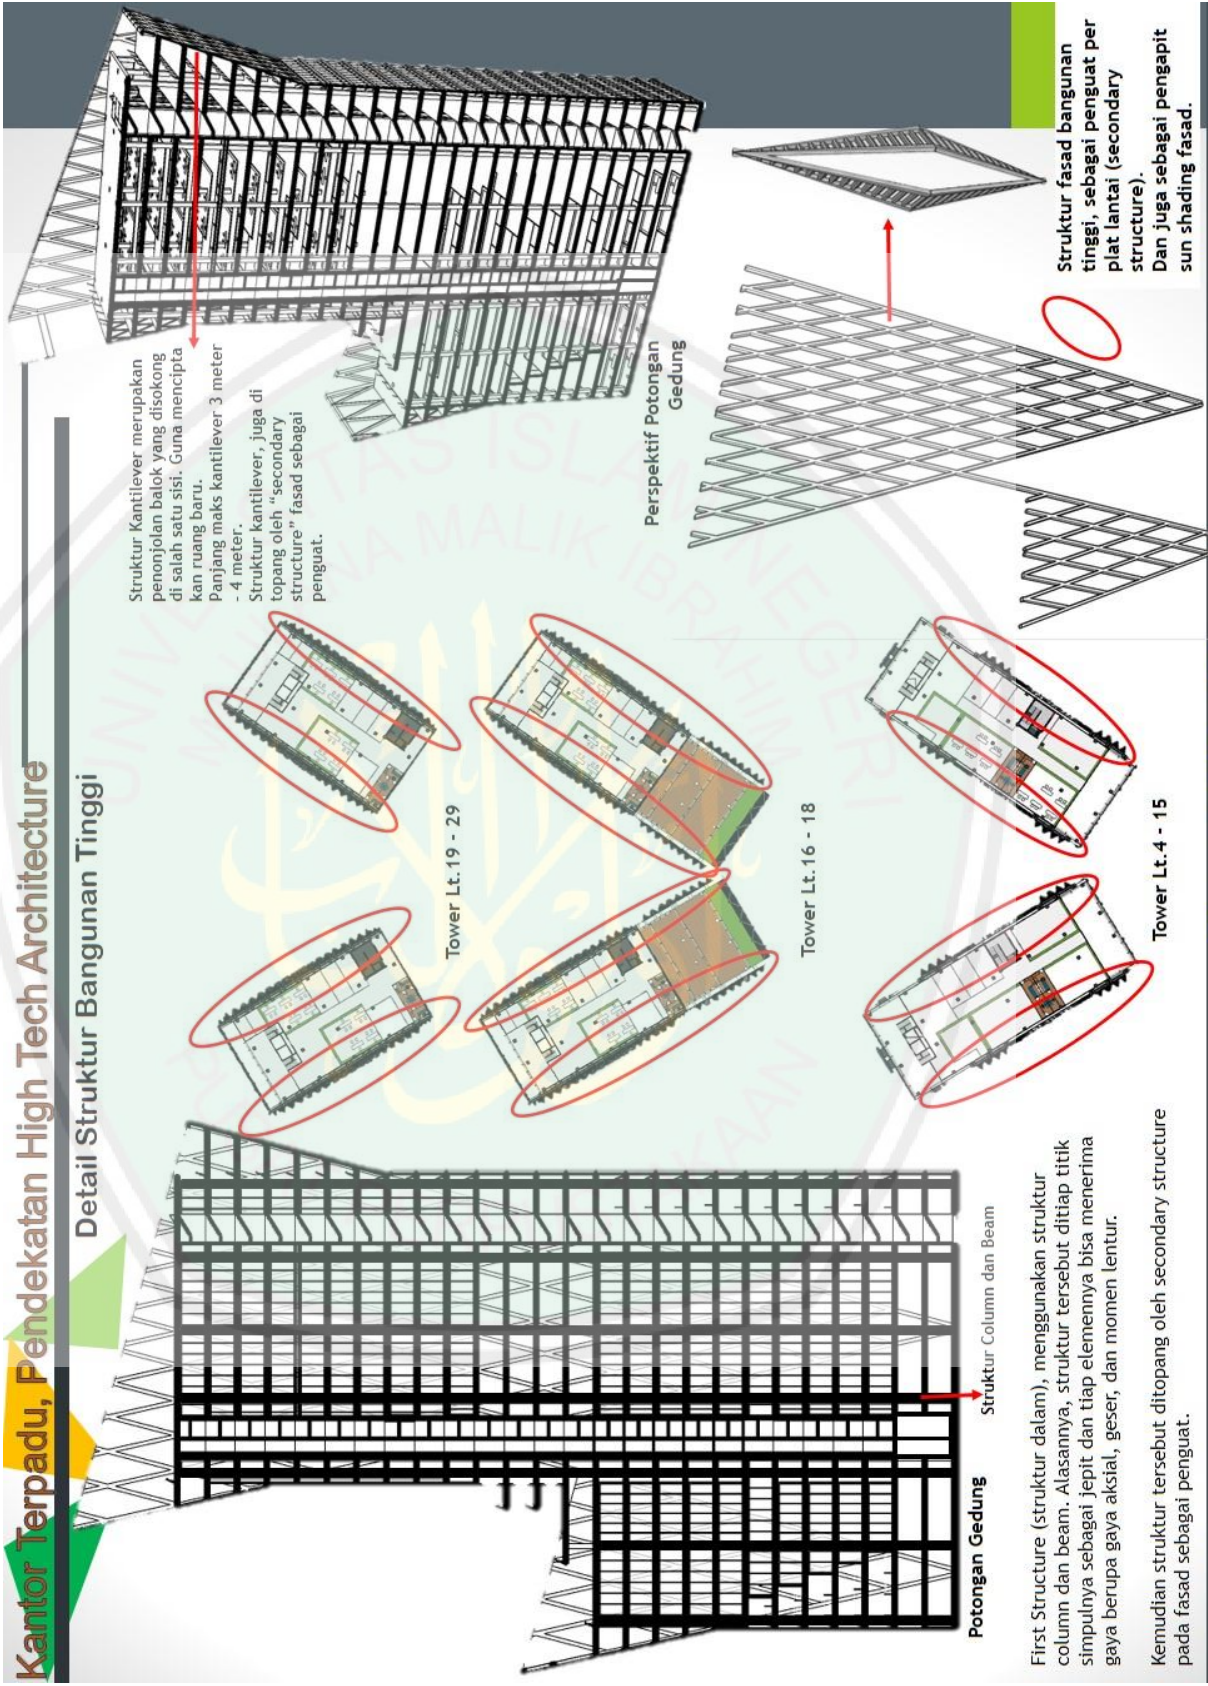 Kantor Terpadu, Pendekatan High Tech Architecture
Detail Struktur Bangunan Tinggi
Struktur Kantilever merupakan
penonjolan balok yang disokong
di salah satu sisi. Guna mencipta
kan ruang baru.
Panjang maks kantilever 3 meter
- 4 meter.
Struktur kantilever, juga di
topang oleh “secondary
structure” fasad sebagai
penguat.
Tower Lt.19 - 29
Tower Lt.16 - 18
Tower Lt.4 - 15
Perspektif Potongan
Gedung
Struktur Column dan Beam
Potongan Gedung
First Structure (struktur dalam), menggunakan struktur
column dan beam. Alasannya, struktur tersebut ditiap titik
simpulnya sebagai jepit dan tiap elemennya bisa menerima
gaya berupa gaya aksial, geser, dan momen lentur.
Kemudian struktur tersebut ditopang oleh secondary structure
pada fasad sebagai penguat.
Struktur fasad bangunan
tinggi, sebagai penguat per
plat lantai (secondary
structure).
Dan juga sebagai pengapit
sun shading fasad.
UNIVERSITAS ISLAM NEGERI
MAULANA MALIK IBRAHIM